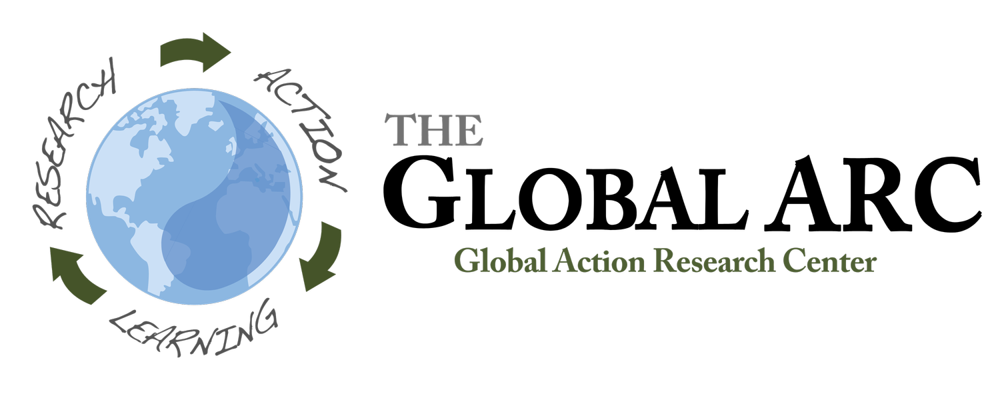 RESEARCH
ACTION
LEARNING
THE
GLOBAL ARC
Global Action Research Center